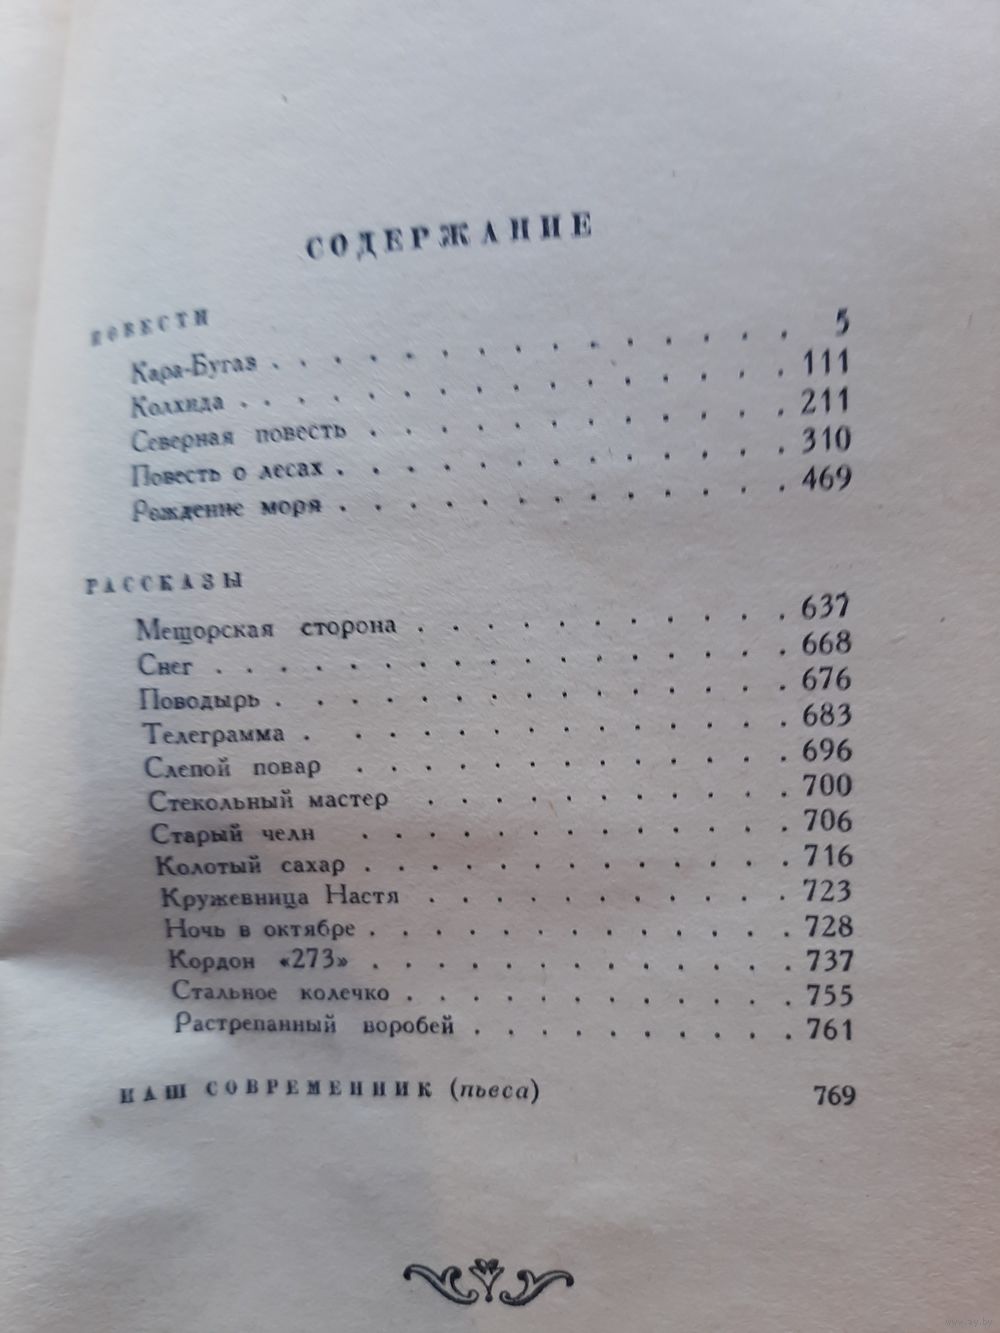 СОДЕРЖАНИЕ
ПОВЕСТИ
Кара-Бугаз . . . . . . . . . . . . . . . 5
Колхида . . . . . . . . . . . . . . . . 111
Северная повесть . . . . . . . . . . . . 211
Повесть о лесах . . . . . . . . . . . . . 310
Рождение моря . . . . . . . . . . . . . 469
РАССКАЗЫ
Мещорская сторона . . . . . . . . . . . 637
Снег . . . . . . . . . . . . . . . . . 668
Поводырь . . . . . . . . . . . . . . . 676
Телеграмма . . . . . . . . . . . . . . 683
Слепой повар . . . . . . . . . . . . . 696
Стекольный мастер . . . . . . . . . . . 700
Старый челн . . . . . . . . . . . . . 706
Колотый сахар . . . . . . . . . . . . . 716
Кружевница Настя . . . . . . . . . . . 723
Ночь в октябре . . . . . . . . . . . . . 728
Кордон «273» . . . . . . . . . . . . . 737
Стальное колечко . . . . . . . . . . . . 755
Растрепанный воробей . . . . . . . . . . 761
НАШ СОВРЕМЕННИК (пьеса) 769
www.ay.by